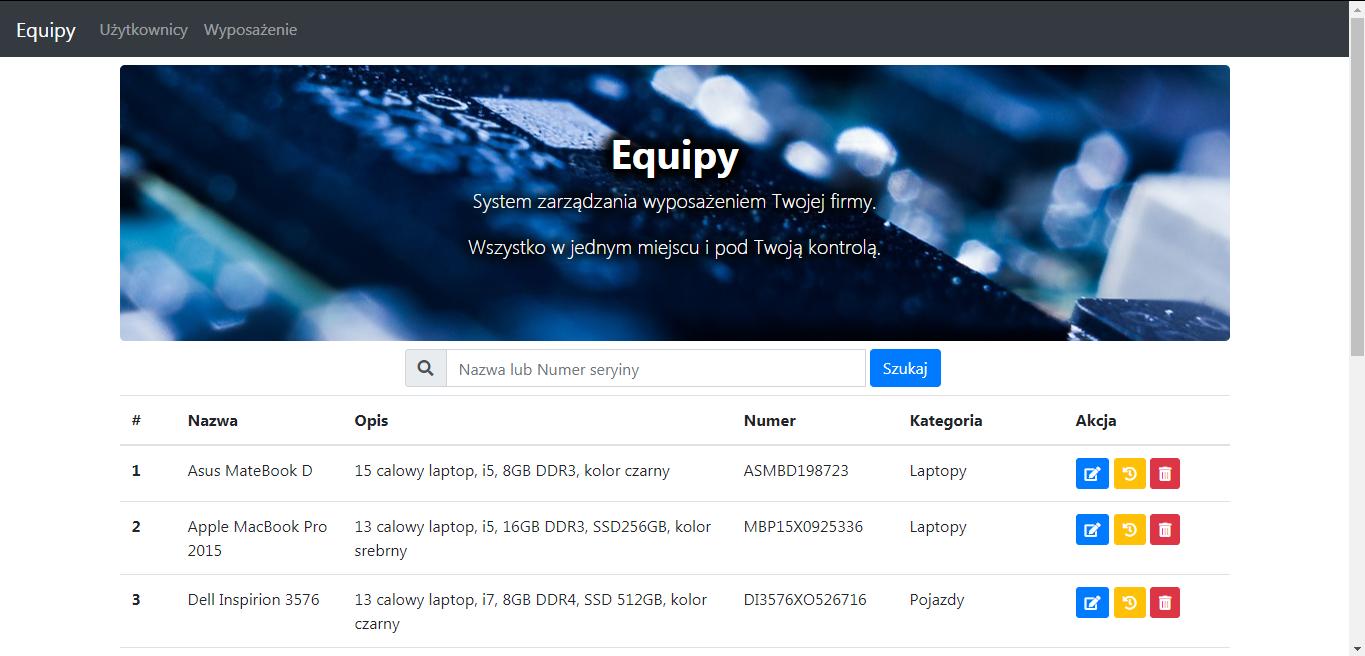 Equipy Użytkownicy Wyposażenie
Equipy
System zarządzania wyposażeniem Twojej firmy.
Wszystko w jednym miejscu i pod Twoją kontrolą.
Nazwa lub Numer seryiny Szukaj
# Nazwa Opis Numer Kategoria Akcja
1 Asus MateBook D 15 calowy laptop, i5, 8GB DDR3, kolor czarny ASMBD198723 Laptopy
2 Apple MacBook Pro 13 calowy laptop, i5, 16GB DDR3, SSD256GB, kolor MBP15X0925336 Laptopy
2015 srebrny
3 Dell Inspirion 3576 13 calowy laptop, i7, 8GB DDR4, SSD 512GB, kolor DI3576XO526716 Pojazdy
czarny